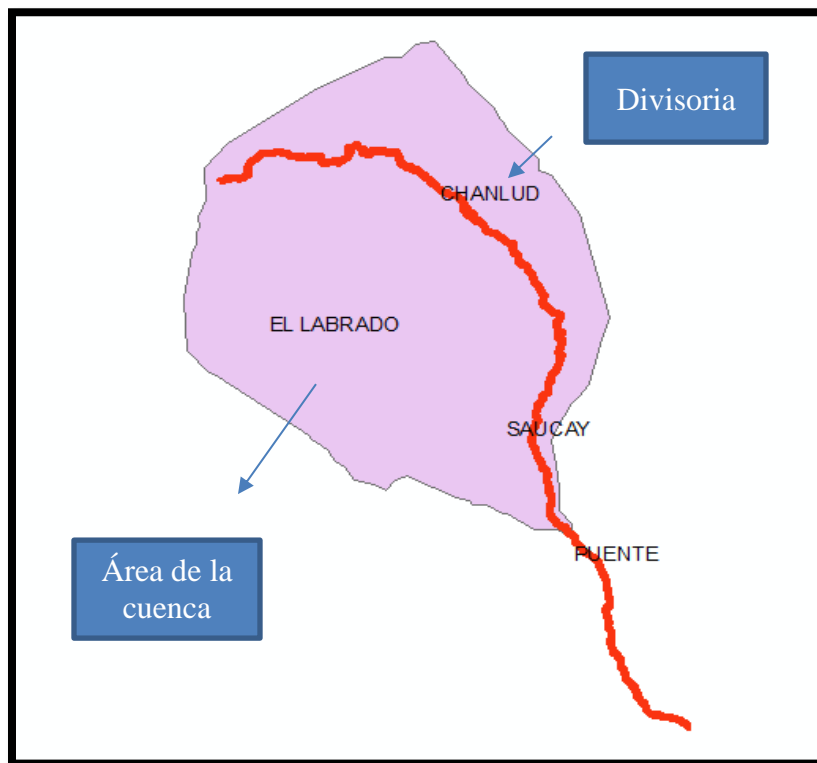 Divisoria
CHANLUD
EL LABRADO
SAUCAY
PUENTE
Área de la
cuenca